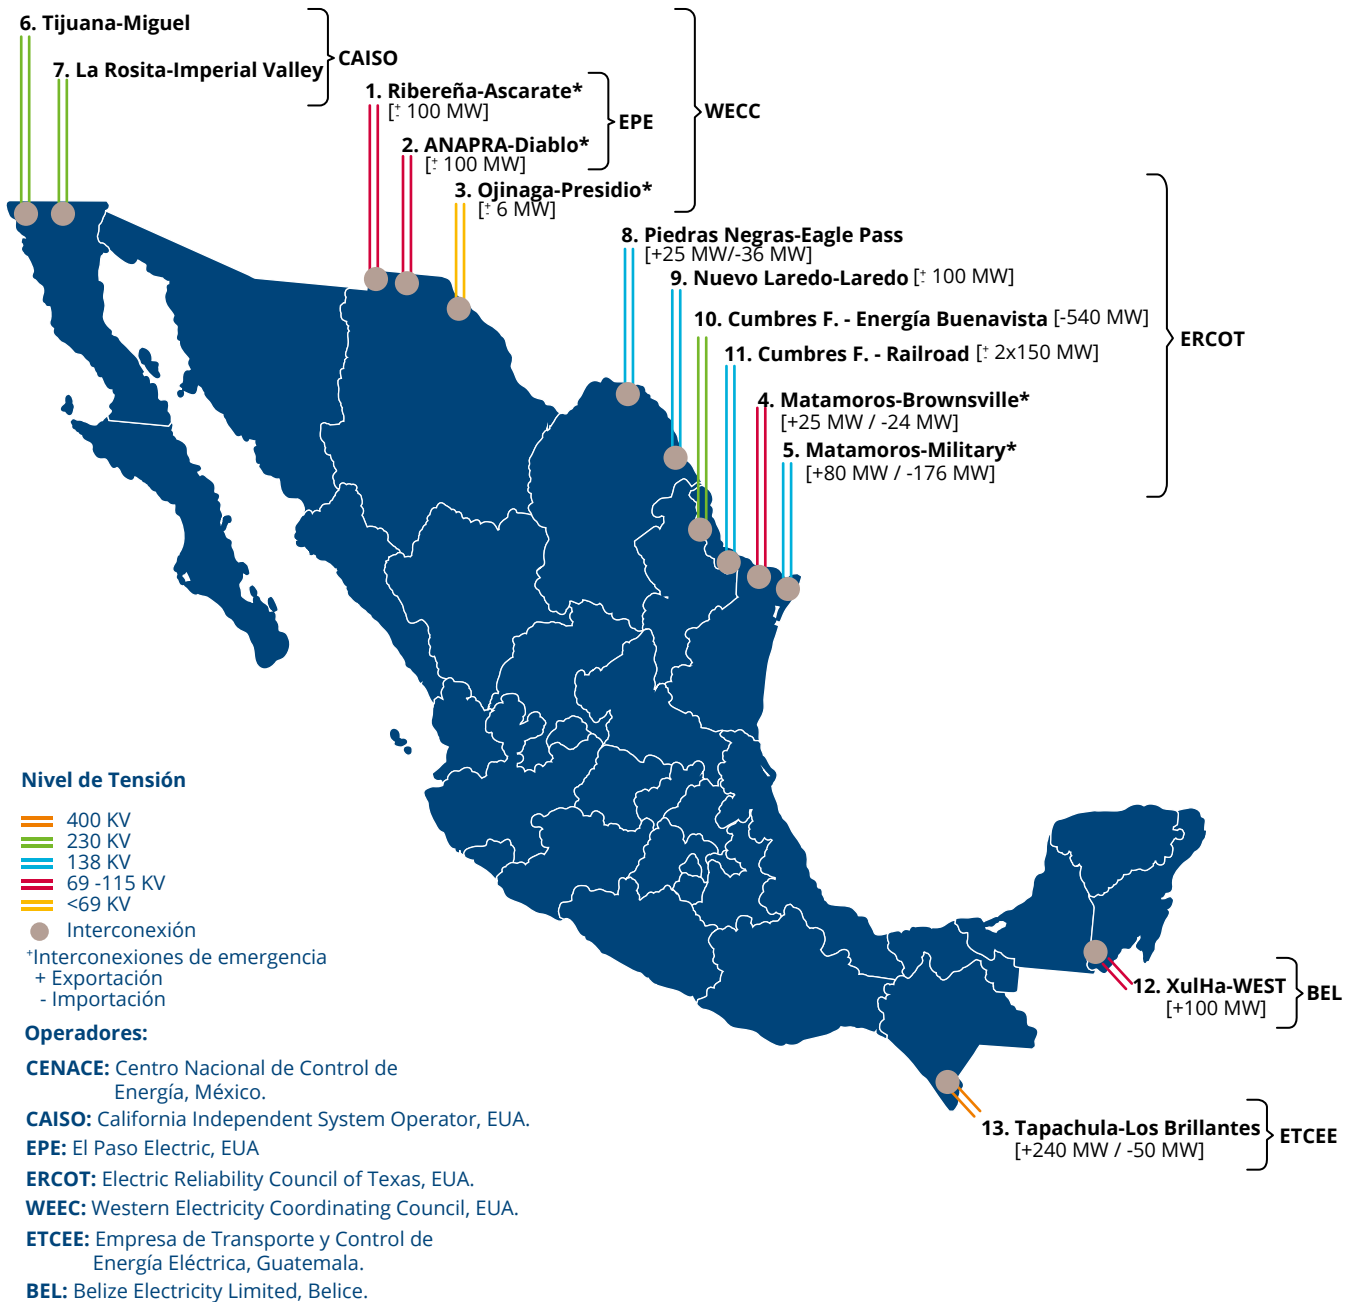 6. Tijuana-Miguel
7. La Rosita-Imperial Valley
CAISO
1. Ribereña-Ascarate*
[± 100 MW]
2. ANAPRA-Diablo*
[± 100 MW]
EPE
3. Ojinaga-Presidio*
[± 6 MW]
WECC
8. Piedras Negras-Eagle Pass
[+25 MW/-36 MW]
9. Nuevo Laredo-Laredo [± 100 MW]
10. Cumbres F. - Energía Buenavista [-540 MW]
11. Cumbres F. - Railroad [± 2x150 MW]
4. Matamoros-Brownsville*
[+25 MW / -24 MW]
5. Matamoros-Military*
[+80 MW / -176 MW]
ERCOT
12. XulHa-WEST
[+100 MW]
BEL
13. Tapachula-Los Brillantes
[+240 MW / -50 MW]
ETCEE
Nivel de Tensión
400 KV
230 KV
138 KV
69 -115 KV
<69 KV
Interconexión
+Interconexiones de emergencia
+ Exportación
- Importación
Operadores:
CENACE: Centro Nacional de Control de
Energía, México.
CAISO: California Independent System Operator, EUA.
EPE: El Paso Electric, EUA
ERCOT: Electric Reliability Council of Texas, EUA.
WEEC: Western Electricity Coordinating Council, EUA.
ETCEE: Empresa de Transporte y Control de
Energía Eléctrica, Guatemala.
BEL: Belize Electricity Limited, Belice.